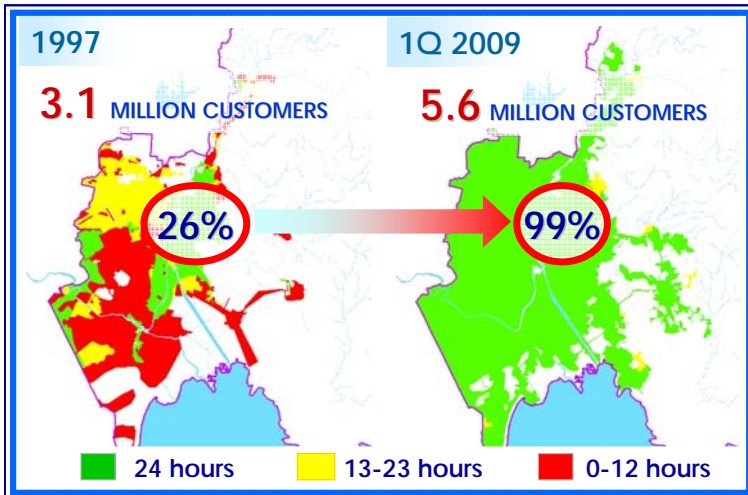 1997
1Q 2009
3.1 MILLION CUSTOMERS
5.6 MILLION CUSTOMERS
26%
99%
24 hours
13-23 hours
0-12 hours